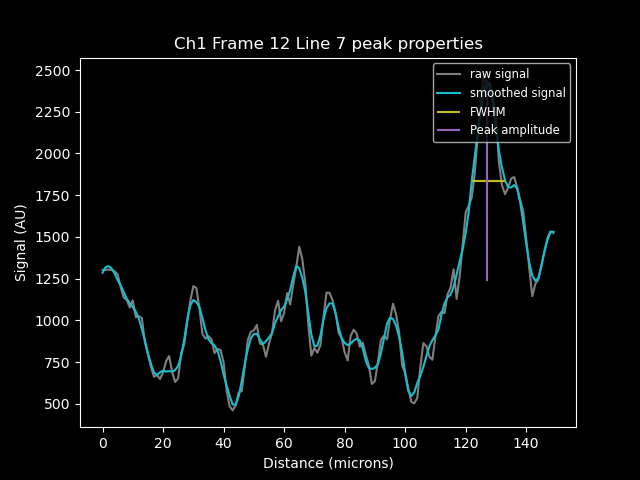 Ch1 Frame 12 Line 7 peak properties
raw signal
smoothed signal
FWHM
Peak amplitude
Signal (AU)
2500
2250
2000
1750
1500
1250
1000
750
500
0 20 40 60 80 100 120 140
Distance (microns)